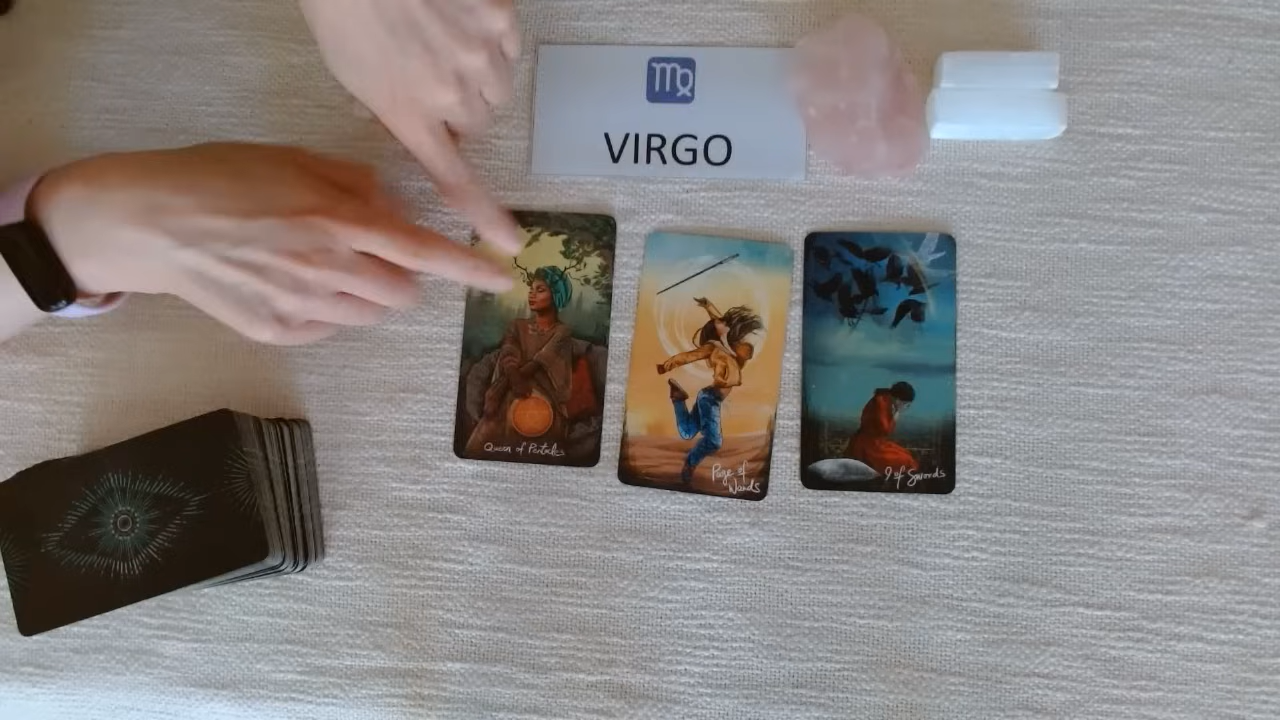 ♍
VIRGO
Queen of Pentacles
Page of
Wands
9 of Swords